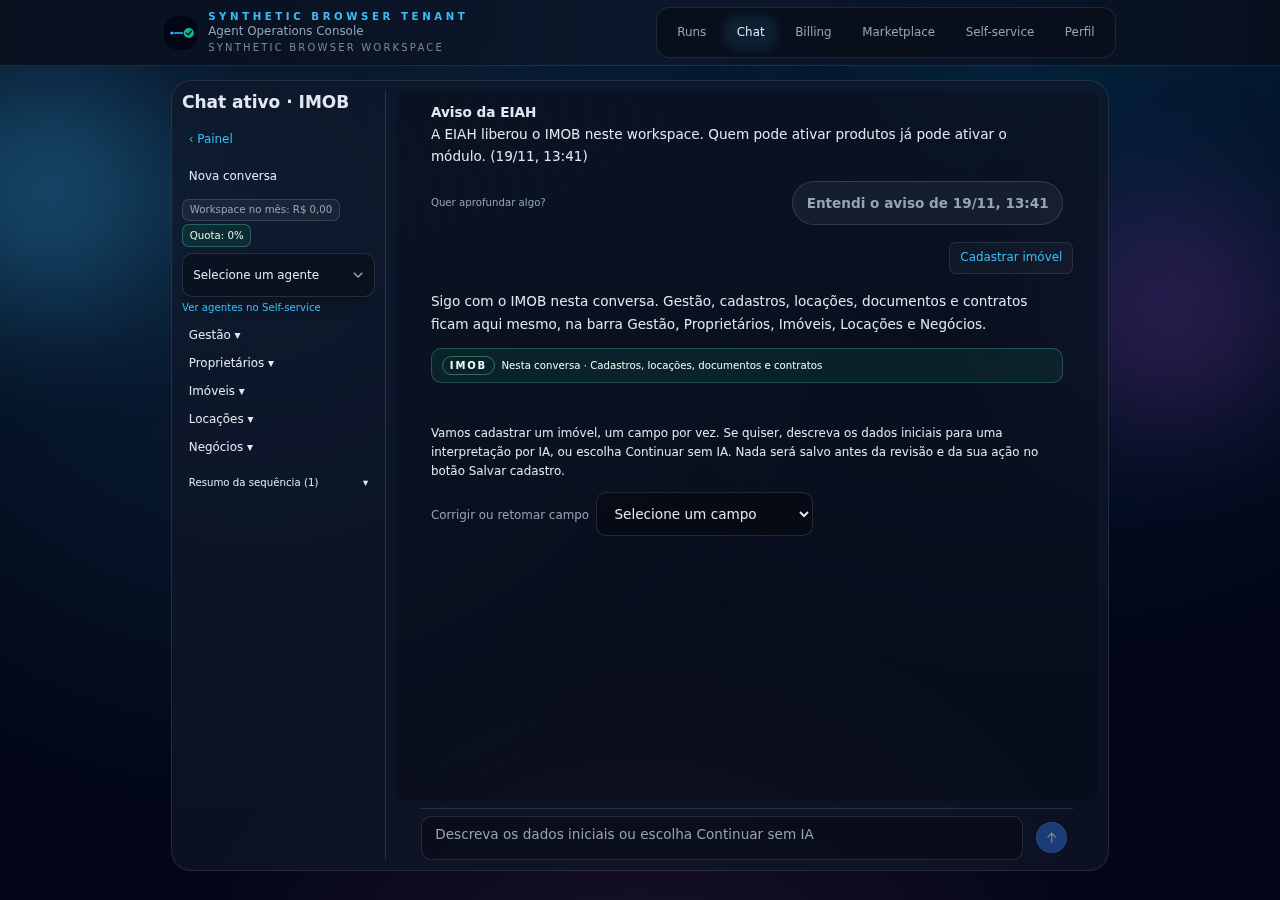 SYNTHETIC BROWSER TENANT
Agent Operations Console
SYNTHETIC BROWSER WORKSPACE
Runs
Chat
Billing
Marketplace
Self-service
Perfil
Chat ativo · IMOB
‹ Painel
Nova conversa
Workspace no mês: R$ 0,00
Quota: 0%
Selecione um agente
Ver agentes no Self-service
Gestão ▾
Proprietários ▾
Imóveis ▾
Locações ▾
Negócios ▾
Resumo da sequência (1) ▾
Aviso da EIAH
A EIAH liberou o IMOB neste workspace. Quem pode ativar produtos já pode ativar o
módulo. (19/11, 13:41)
Quer aprofundar algo?
Entendi o aviso de 19/11, 13:41
Cadastrar imóvel
Sigo com o IMOB nesta conversa. Gestão, cadastros, locações, documentos e contratos
ficam aqui mesmo, na barra Gestão, Proprietários, Imóveis, Locações e Negócios.
IMOB Nesta conversa · Cadastros, locações, documentos e contratos
Vamos cadastrar um imóvel, um campo por vez. Se quiser, descreva os dados iniciais para uma
interpretação por IA, ou escolha Continuar sem IA. Nada será salvo antes da revisão e da sua ação no
botão Salvar cadastro.
Corrigir ou retomar campo
Selecione um campo
Descreva os dados iniciais ou escolha Continuar sem IA